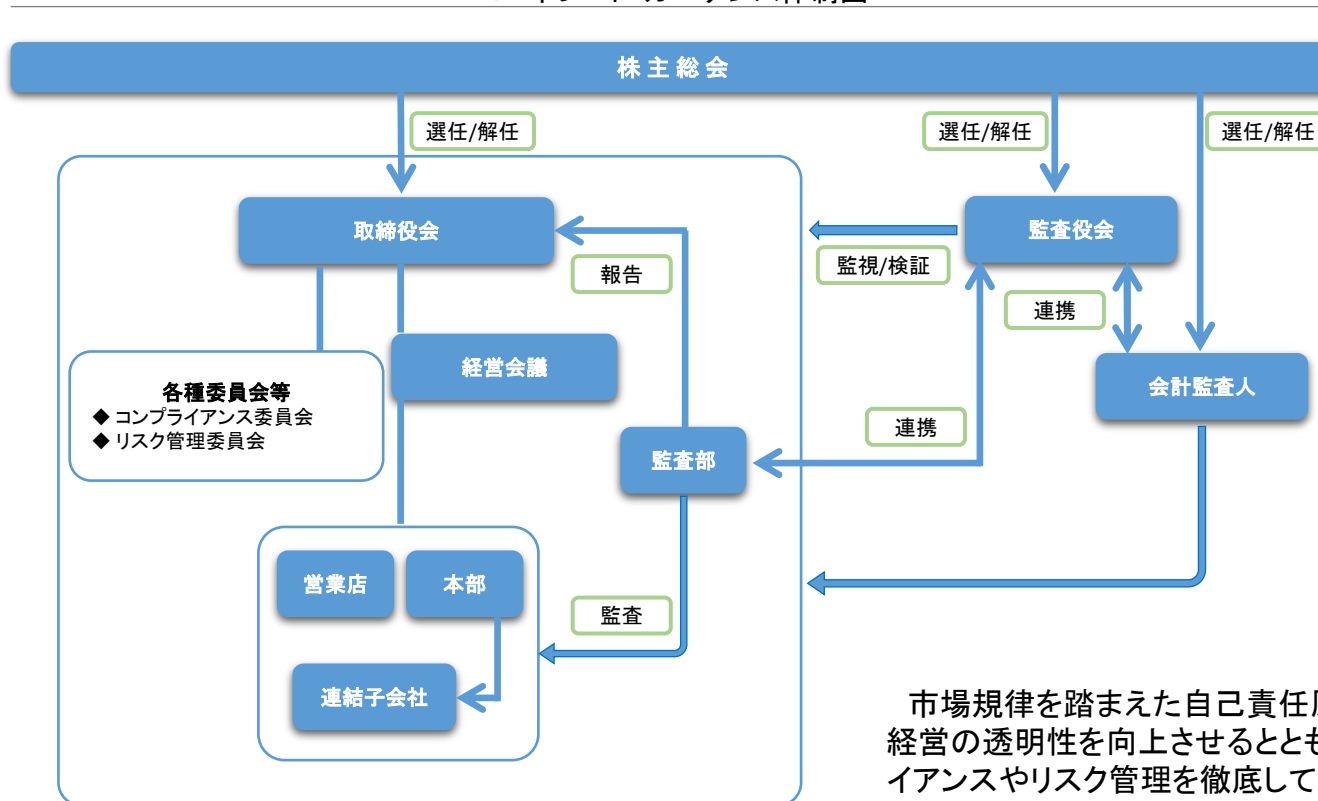 株主総会
選任/解任
選任/解任
選任/解任
取締役会
監査役会
報告
監視/検証
連携
経営会議
会計監査人
各種委員会等
◆ コンプライアンス委員会
◆ リスク管理委員会
連携
監査部
営業店
本部
監査
連結子会社
市場規律を踏まえた自己責任
経営の透明性を向上させるととも
イアンスやリスク管理を徹底して